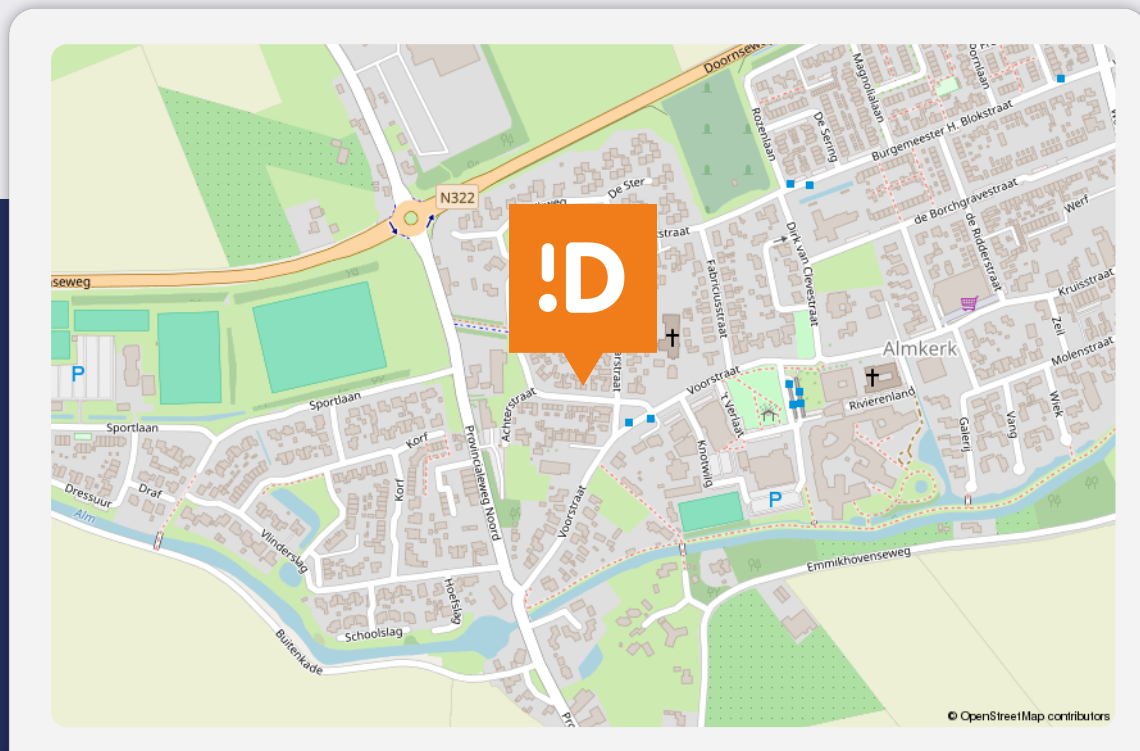 Doornsew
Magnolialaan
De Sering
Rozenlaan
Burgemeester H. Blokstraat
N322
De Ster
de Borchgravestraat
de Ridderstraat
Werf
straat
Dirk van Clevestraat
Fabriciusstraat
!D
seweg
Kruisstraat
Zeil
Almkerk
Molenstraat
P
Voorstraat
Rivierenland
't Verlaat
Achterstraat
Sportlaan
Sportlaan
Korf
Provincialeweg Noord
Knotwilg
Galerij
Vang
Wiek
Dressuur
Draf
Korf
P
Voorstraat
Alm
Vlinderslag
Emmikhovenseweg
Hoefslag
Schoolslag
Buitenkade
© OpenStreetMap contributors